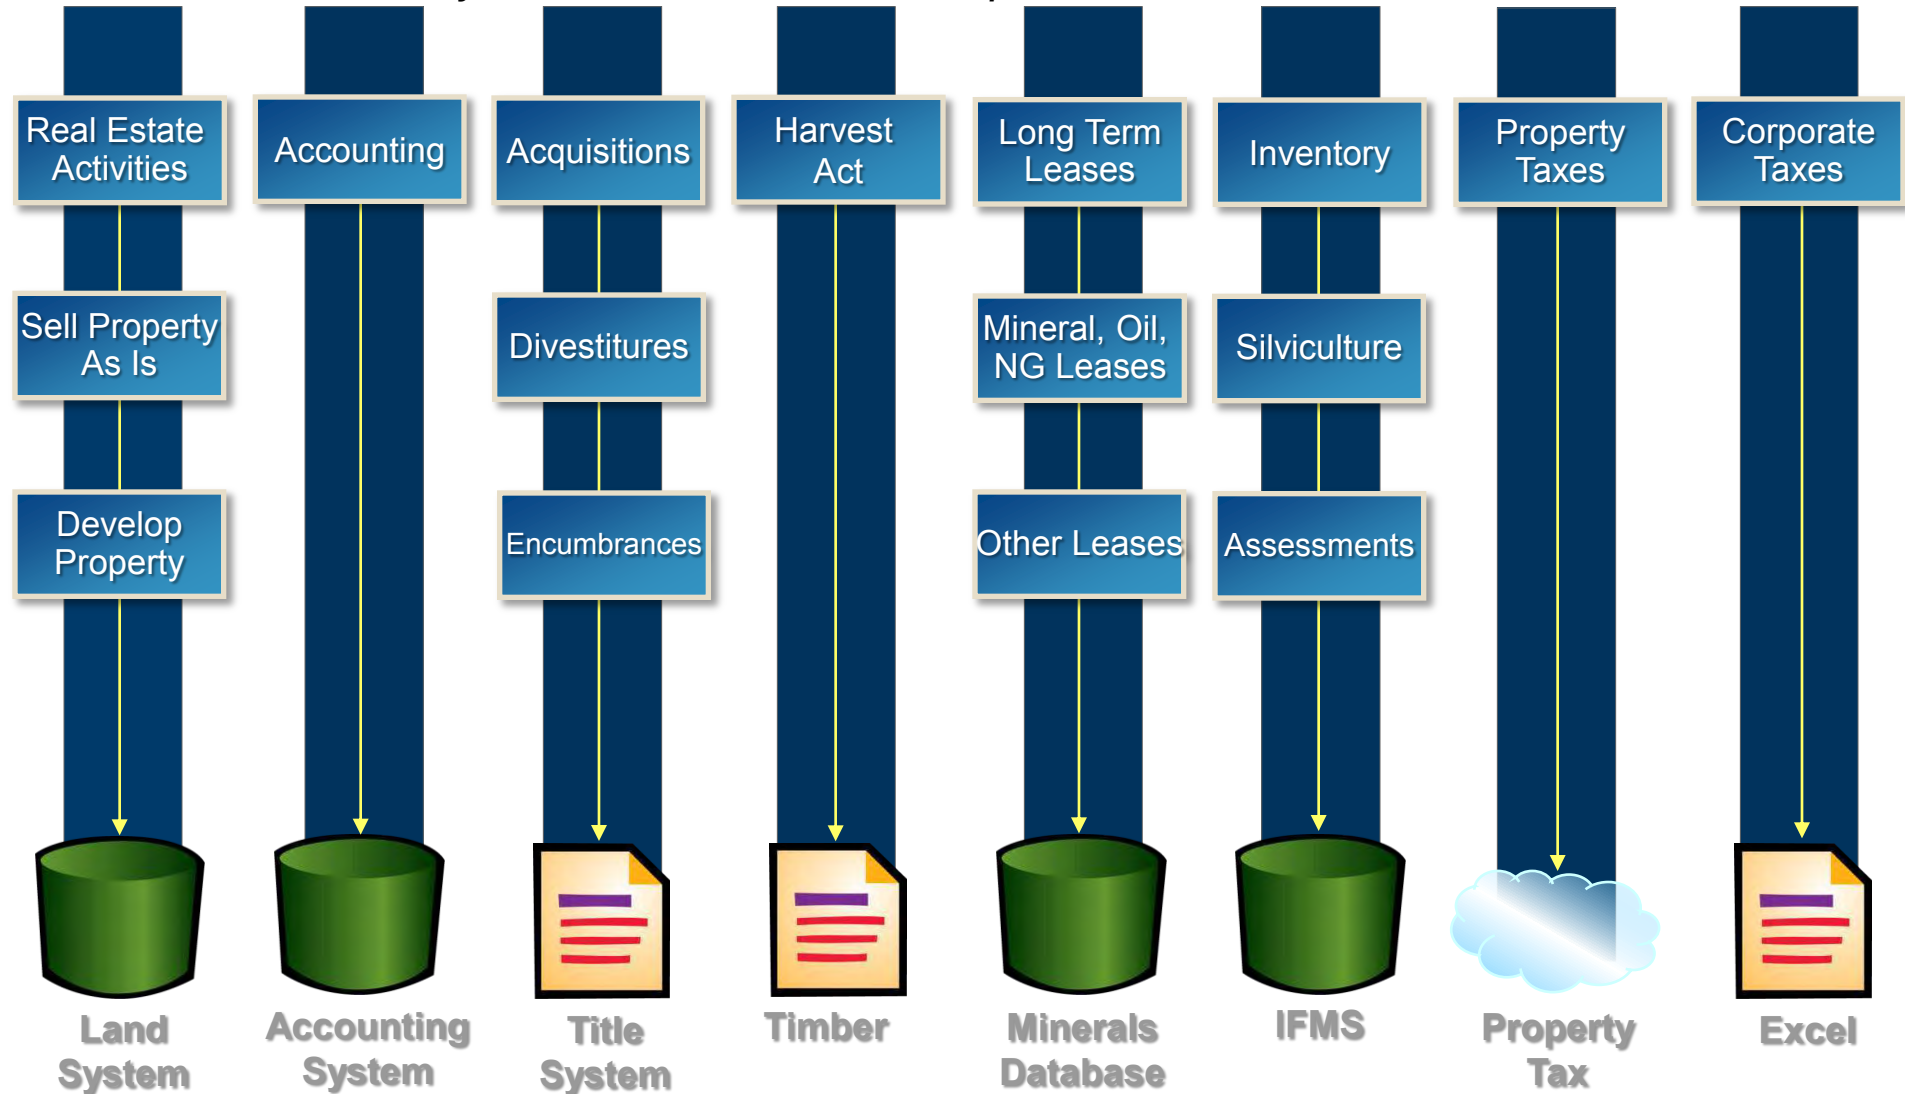 Real Estate
Activities
Accounting
Acquisitions
Harvest
Act
Long Term
Leases
Inventory
Property
Taxes
Corporate
Taxes
Sell Property
As Is
Divestitures
Mineral, Oil,
NG Leases
Silviculture
Develop
Property
Encumbrances
Other Leases
Assessments
Land
System
Accounting
System
Title
System
Timber
Minerals
Database
IFMS
Property
Tax
Excel